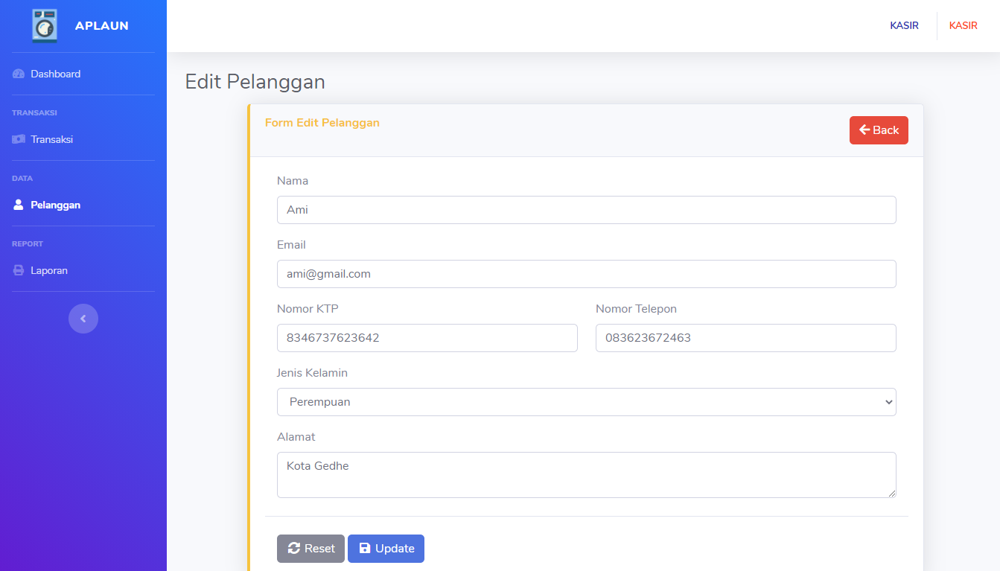 APLAUN
KASIR
KASIR
Dashboard
TRANSAKSI
Transaksi
DATA
Pelanggan
REPORT
Laporan
Edit Pelanggan
Form Edit Pelanggan
Back
Nama
Ami
Email
ami@gmail.com
Nomor KTP
Nomor Telepon
8346737623642
083623672463
Jenis Kelamin
Perempuan
Alamat
Kota Gedhe
Reset
Update